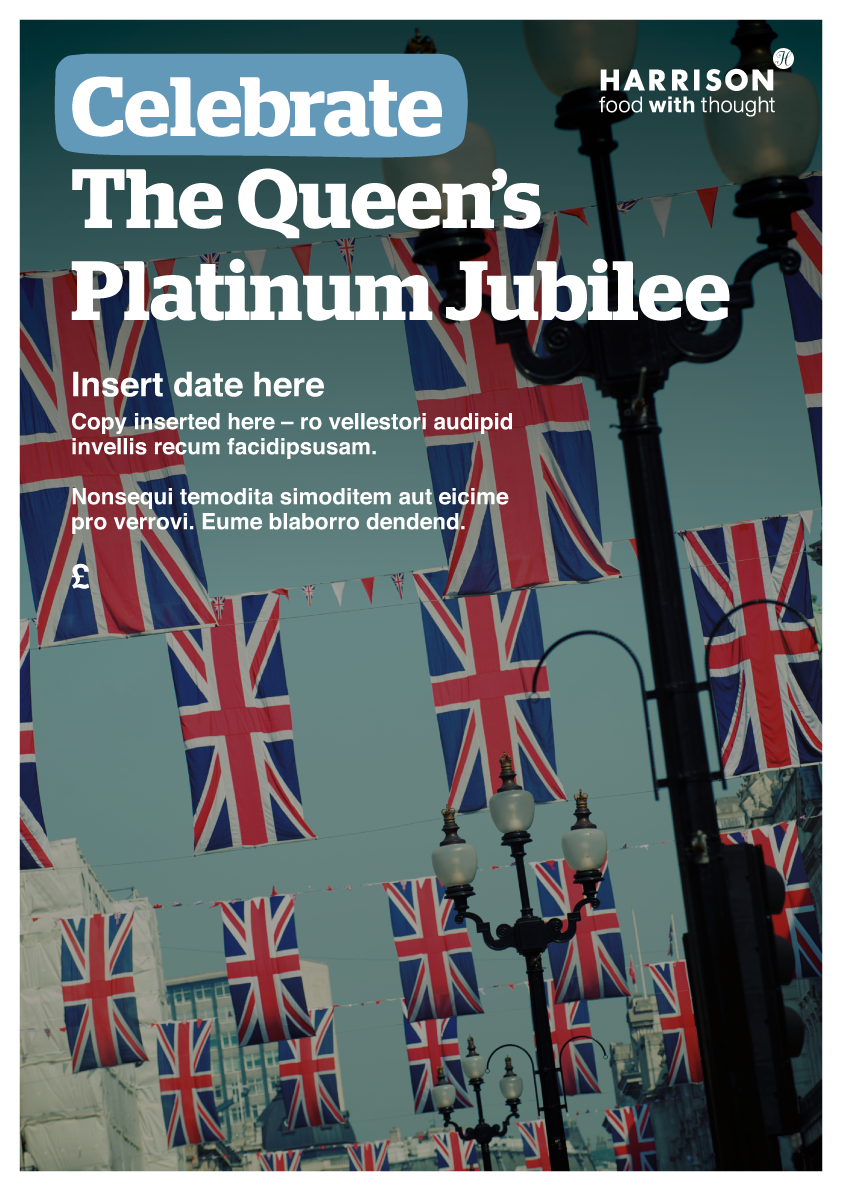 HARRISON
food with thought
Celebrate
The Queen’s
Platinum Jubilee
Insert date here
Copy inserted here – ro vellestori audipid
invellis recum facidipsusam.
Nonsequi temodita simoditem aut eicime
pro verrovi. Eume blaborro dendend.
£